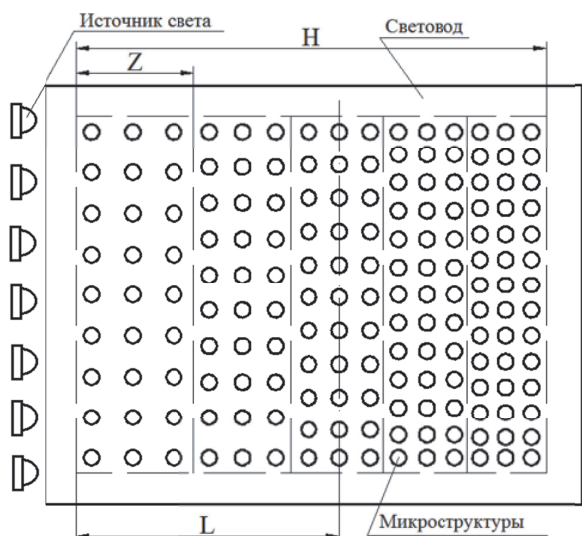 Источник света
H
Световод
Z
L
Микроструктуры